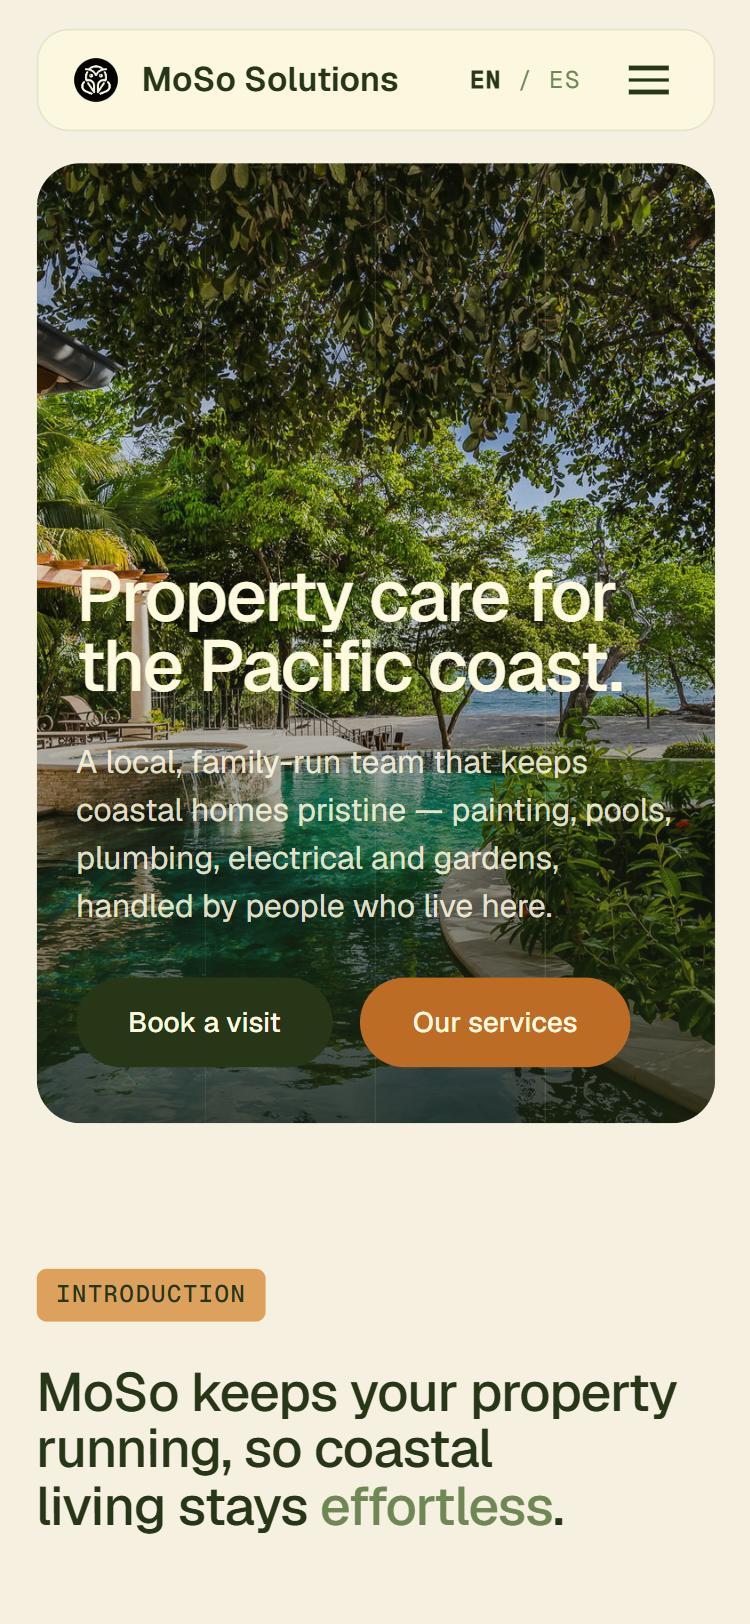 MoSo Solutions
EN / ES
Property care for
the Pacific coast.
A local, family-run team that keeps
coastal homes pristine — painting, pools,
plumbing, electrical and gardens,
handled by people who live here.
Book a visit
Our services
INTRODUCTION
MoSo keeps your property
running, so coastal
living stays effortless.